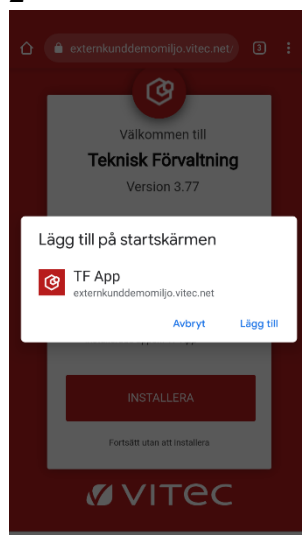 externkunddemomiljo.vitec.net/
3
Välkommen till
Teknisk Förvaltning
Version 3.77
Lägg till på startskärmen
TF App
externkunddemomiljo.vitec.net
Avbryt Lägg till
INSTALLERA
Fortsätt utan att installera
vitec